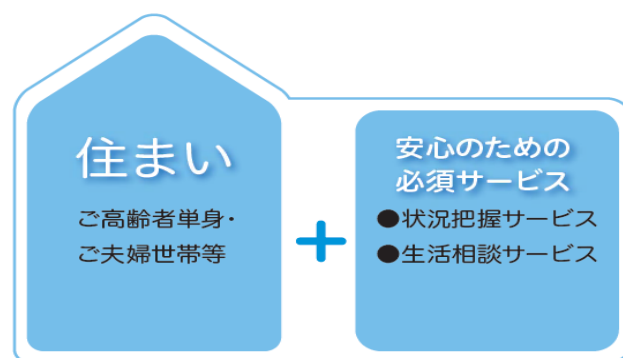 住まい
ご高齢者単身・
ご夫婦世帯等
+
安心のための
必須サービス
●状況把握サービス
●生活相談サービス